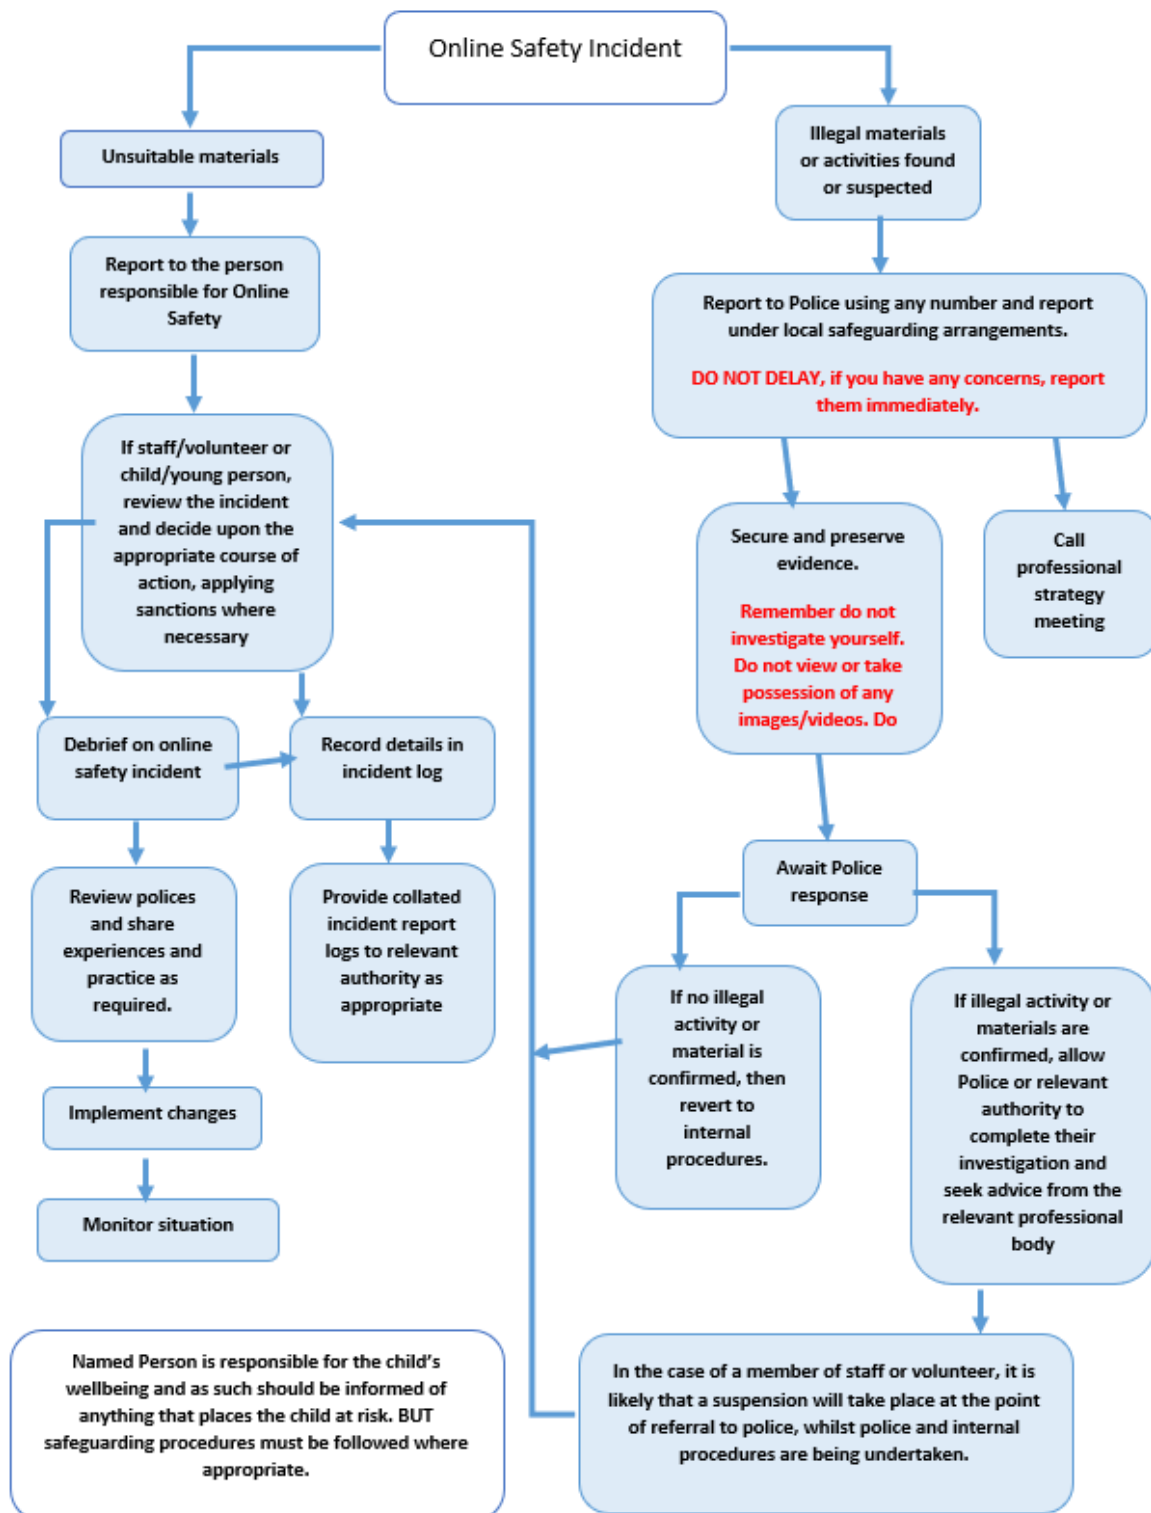 Online Safety Incident
Unsuitable materials
Report to the person
responsible for Online
Safety
If staff/volunteer or
child/young person,
review the incident
and decide upon the
appropriate course of
action, applying
sanctions where
necessary
Debrief on online
safety incident
Record details in
incident log
Review polices
and share
experiences and
practice as
required.
Provide collated
incident report
logs to relevant
authority as
appropriate
Implement changes
Monitor situation
Illegal materials
or activities found
or suspected
Report to Police using any number and report
under local safeguarding arrangements.
DO NOT DELAY, if you have any concerns, report
them immediately.
Secure and preserve
evidence.
Remember do not
investigate yourself.
Do not view or take
possession of any
images/videos. Do
Call
professional
strategy
meeting
Await Police
response
If no illegal
activity or
material is
confirmed, then
revert to
internal
procedures.
If illegal activity or
materials are
confirmed, allow
Police or relevant
authority to
complete their
investigation and
seek advice from the
relevant professional
body
In the case of a member of staff or volunteer, it is
likely that a suspension will take place at the point
of referral to police, whilst police and internal
procedures are being undertaken.
Named Person is responsible for the child's
wellbeing and as such should be informed of
anything that places the child at risk. BUT
safeguarding procedures must be followed where
appropriate.